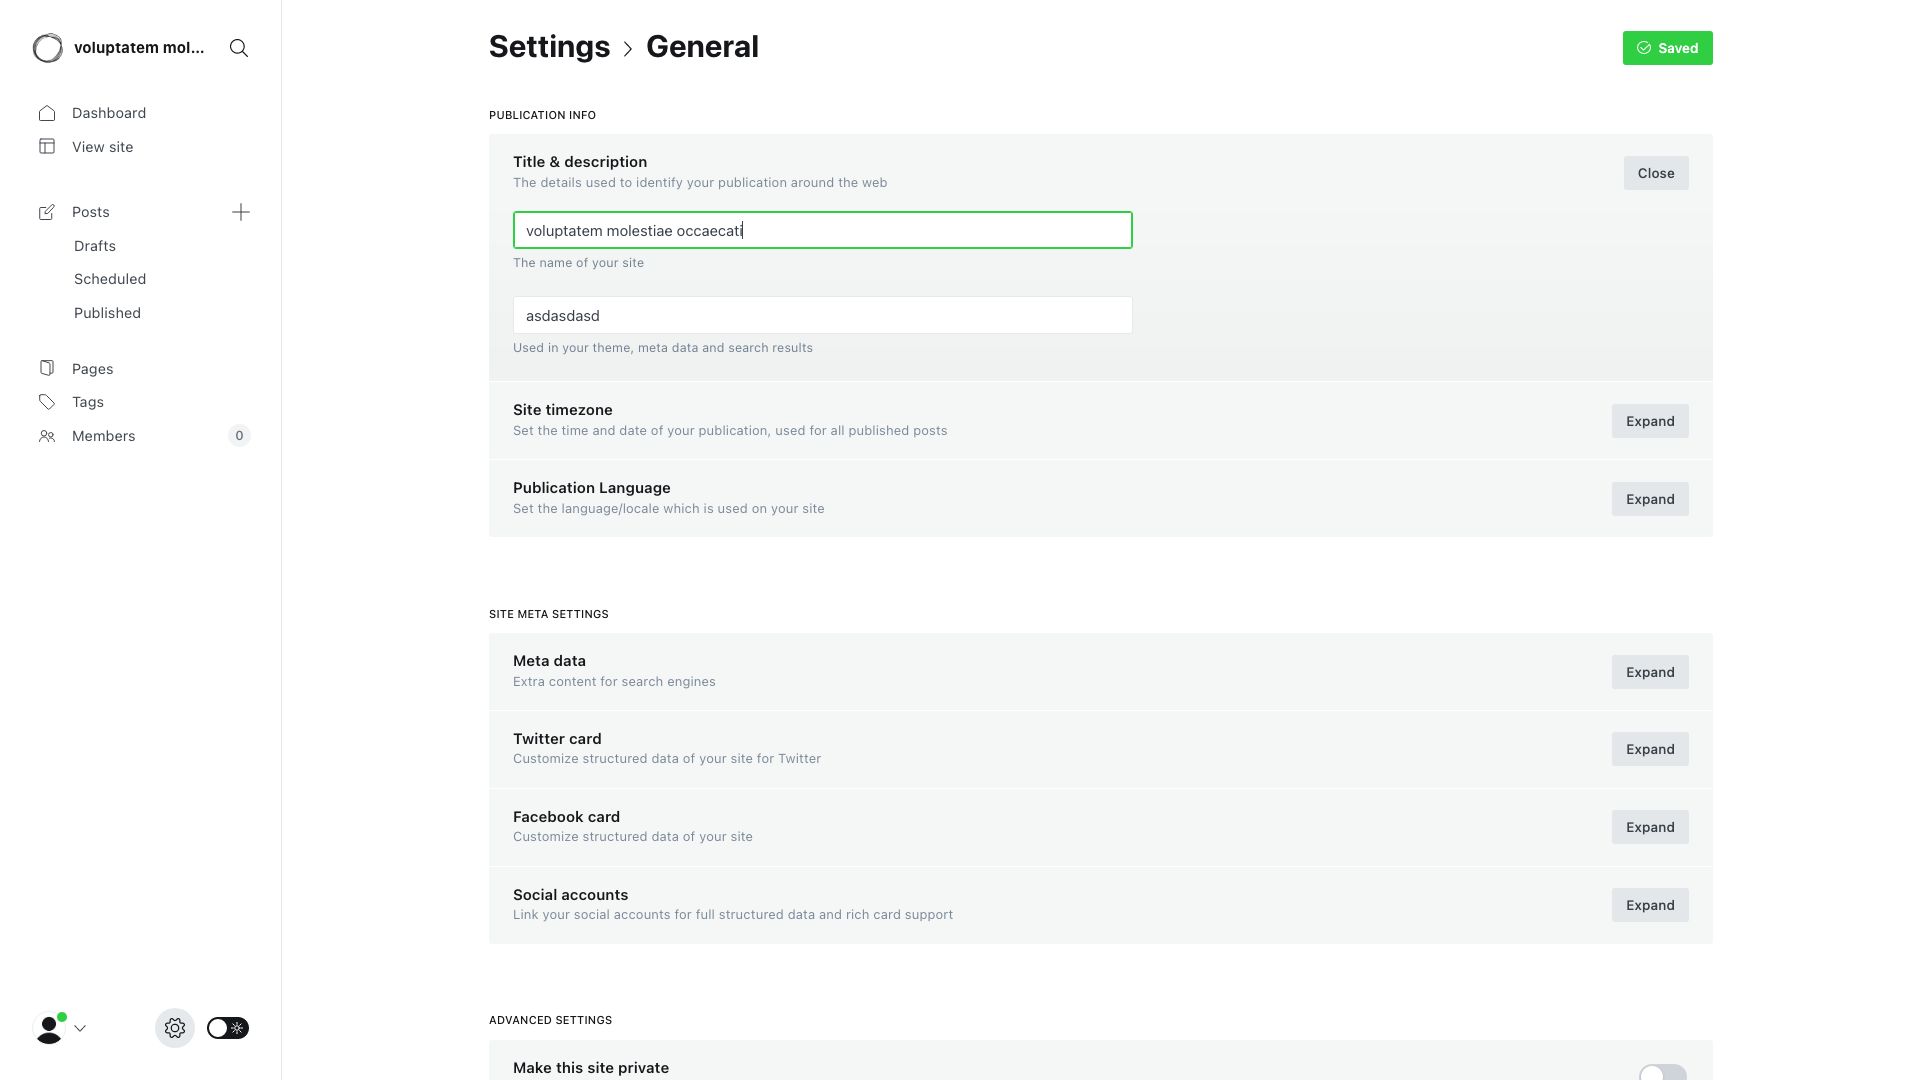 voluptatem mol...
Dashboard
View site
Posts
Drafts
Scheduled
Published
Pages
Tags
Members
0
Settings > General
Saved
PUBLICATION INFO
Title & description
The details used to identify your publication around the web
Close
voluptatem molestiae occaecati
The name of your site
asdasdasd
Used in your theme, meta data and search results
Site timezone
Set the time and date of your publication, used for all published posts
Expand
Publication Language
Set the language/locale which is used on your site
Expand
SITE META SETTINGS
Meta data
Extra content for search engines
Expand
Twitter card
Customize structured data of your site for Twitter
Expand
Facebook card
Customize structured data of your site
Expand
Social accounts
Link your social accounts for full structured data and rich card support
Expand
ADVANCED SETTINGS
Make this site private